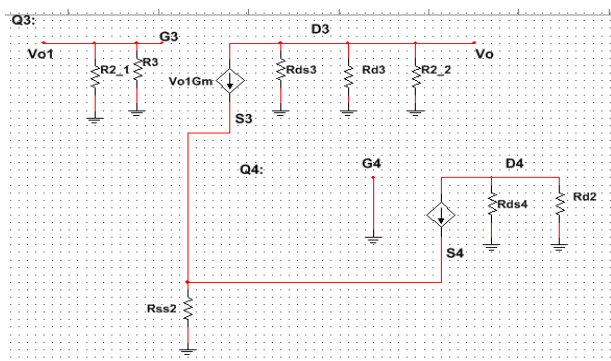 Q3:
G3
D3
Vo1
Vo
R2_1
R3
Vo1Gm
Rds3
Rd3
R2_2
S3
Q4:
G4
D4
Rds4
Rd2
S4
Rss2